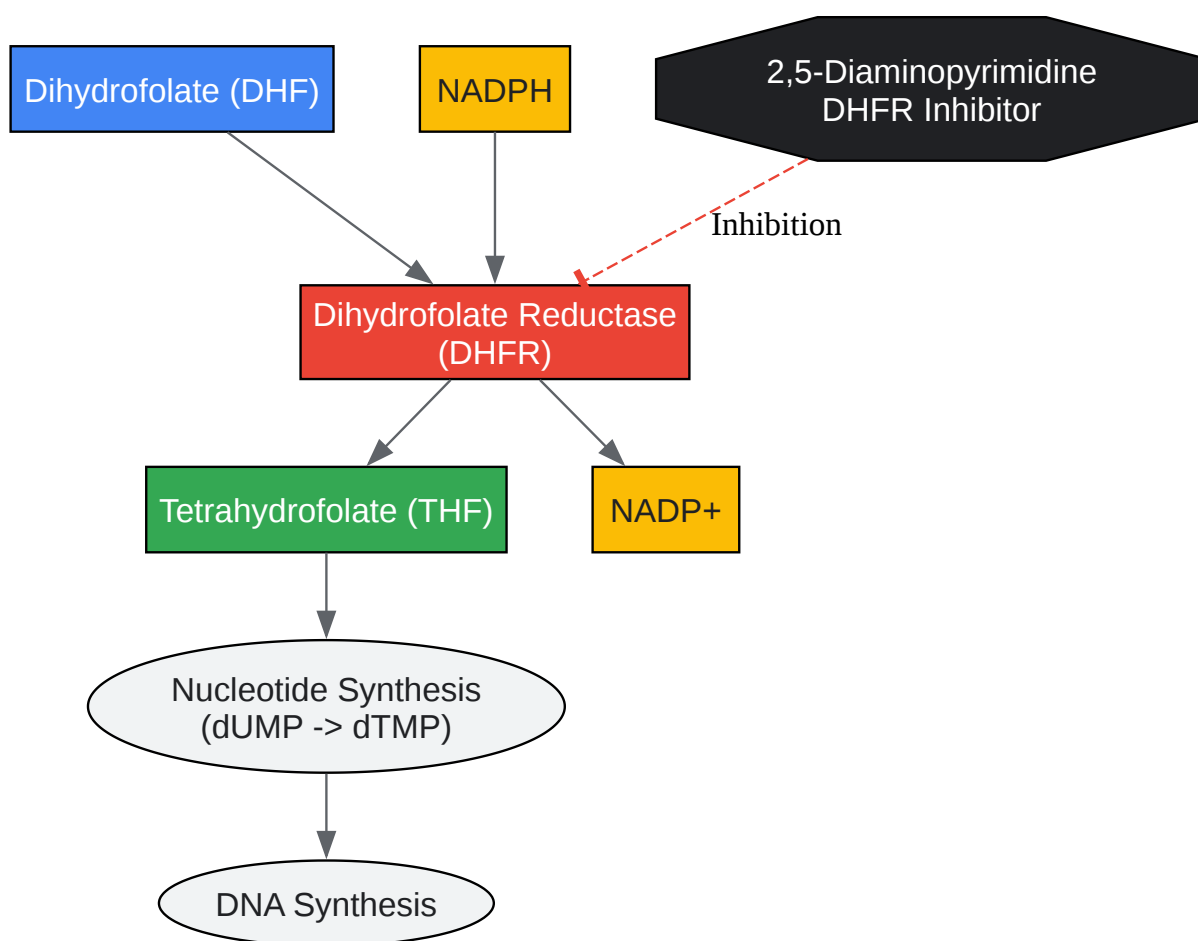 Dihydrofolate (DHF)
NADPH
2,5-Diaminopyrimidine
DHFR Inhibitor
Inhibition
Dihydrofolate Reductase
(DHFR)
Tetrahydrofolate (THF)
NADP+
Nucleotide Synthesis
(dUMP -> dTMP)
DNA Synthesis